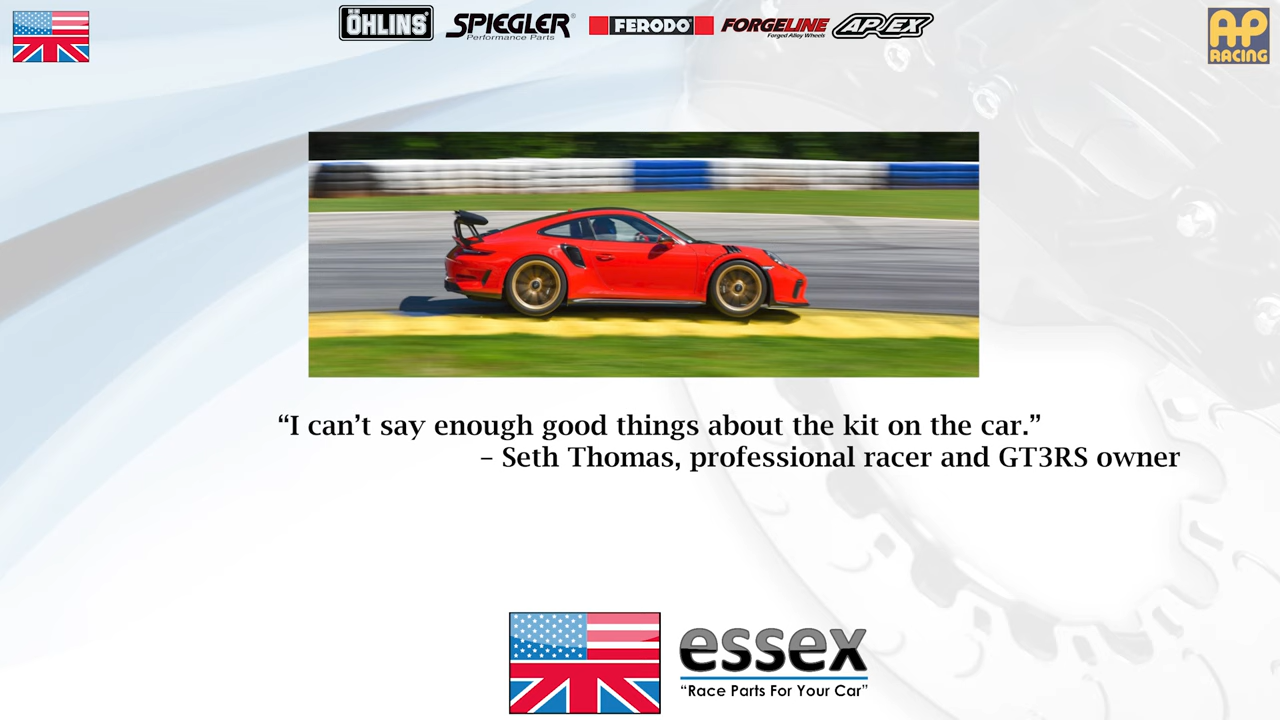 ÖHLINS
SPIEGLER
Performance Parts
FERODO
FORGELINE
Forged Alloy Wheels
APEX
AP
RACING
“I can’t say enough good things about the kit on the car.”
– Seth Thomas, professional racer and GT3RS owner
essex
“Race Parts For Your Car”